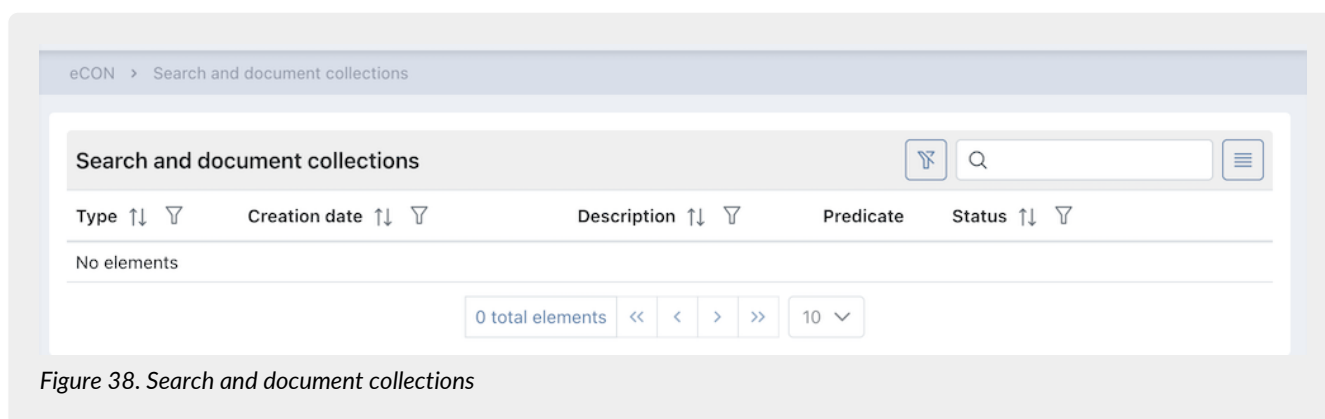 eCON > Search and document collections
Search and document collections
Type Creation date Description Predicate Status
No elements
0 total elements << < > >> 10
Figure 38. Search and document collections